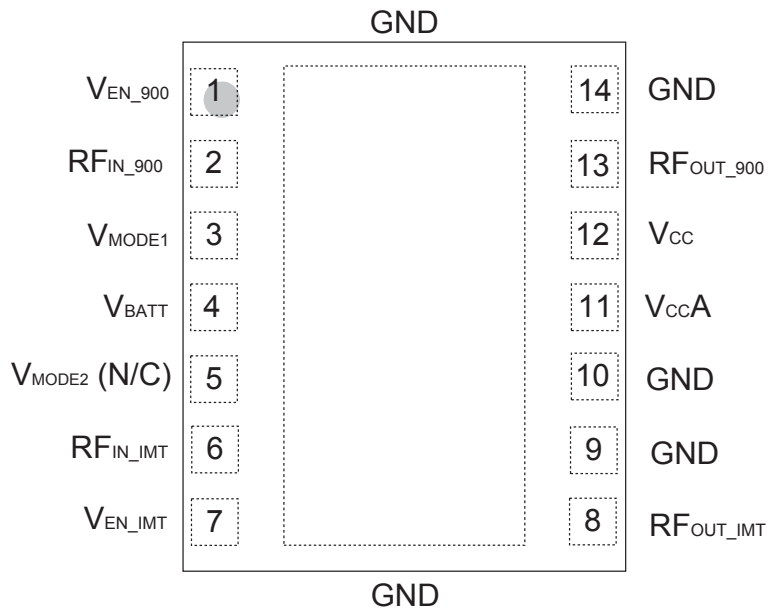 GND
VEN_900 1 14 GND
RFIN_900 2 13 RFOUT_900
VMODE1 3 12 VCC
VBATT 4 11 VCCA
VMODE2 (N/C) 5 10 GND
RFIN_IMT 6 9 GND
VEN_IMT 7 8 RFOUT_IMT
GND